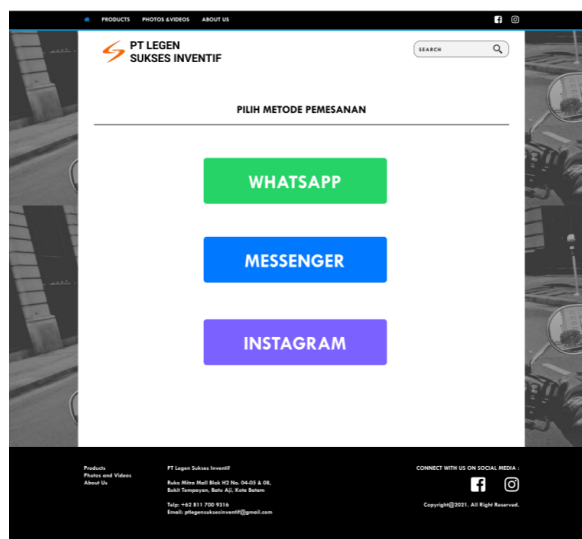 PRODUCTS PHOTOS &VIDEOS ABOUT US
PT LEGEN
SUKSES INVENTIF
SEARCH
PILIH METODE PEMESANAN
WHATSAPP
MESSENGER
INSTAGRAM
Products
Photos and Videos
About Us
PT Legen Sukses Inventif
Ruko Mitra Mall Blok H2 No. 04-05 & 08,
Bukit Tempayan, Batu Aji, Kota Batam
Telp: +62 811 700 9316
Email: ptlegensuksesinventif@gmail.com
CONNECT WITH US ON SOCIAL MEDIA :
Copyright@2021. All Right Reserved.